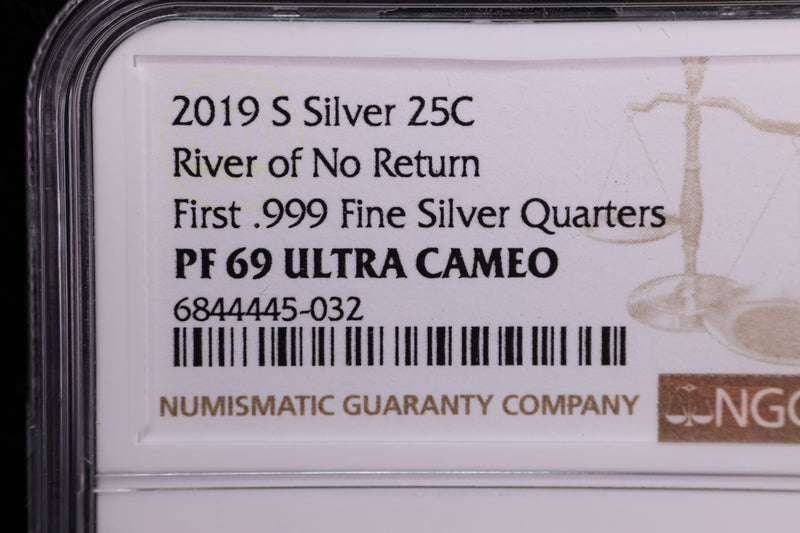 2019 S Silver 25C
River of No Return
First .999 Fine Silver Quarters
PF 69 ULTRA CAMEO
6844445-032
NUMISMATIC GUARANTY COMPANY
NGC